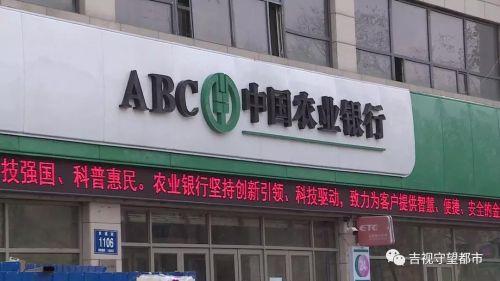 ABC 中国农业银行
技强国、科普惠民。农业银行坚持创新引领、科技驱动，致力为客户提供智慧、便捷、安全的金
1106
ETC
吉视守望都市